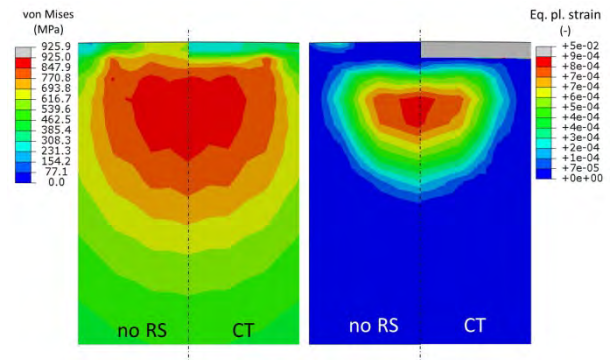 von Mises
(MPa)
925.9
925.0
847.9
770.8
693.8
616.7
539.6
462.5
385.4
308.3
231.3
154.2
77.1
0.0
no RS
CT
no RS
CT
Eq. pl. strain
(-)
+5e-02
+9e-04
+8e-04
+7e-04
+7e-04
+6e-04
+5e-04
+4e-04
+4e-04
+3e-04
+2e-04
+1e-04
+7e-05
+0e+00